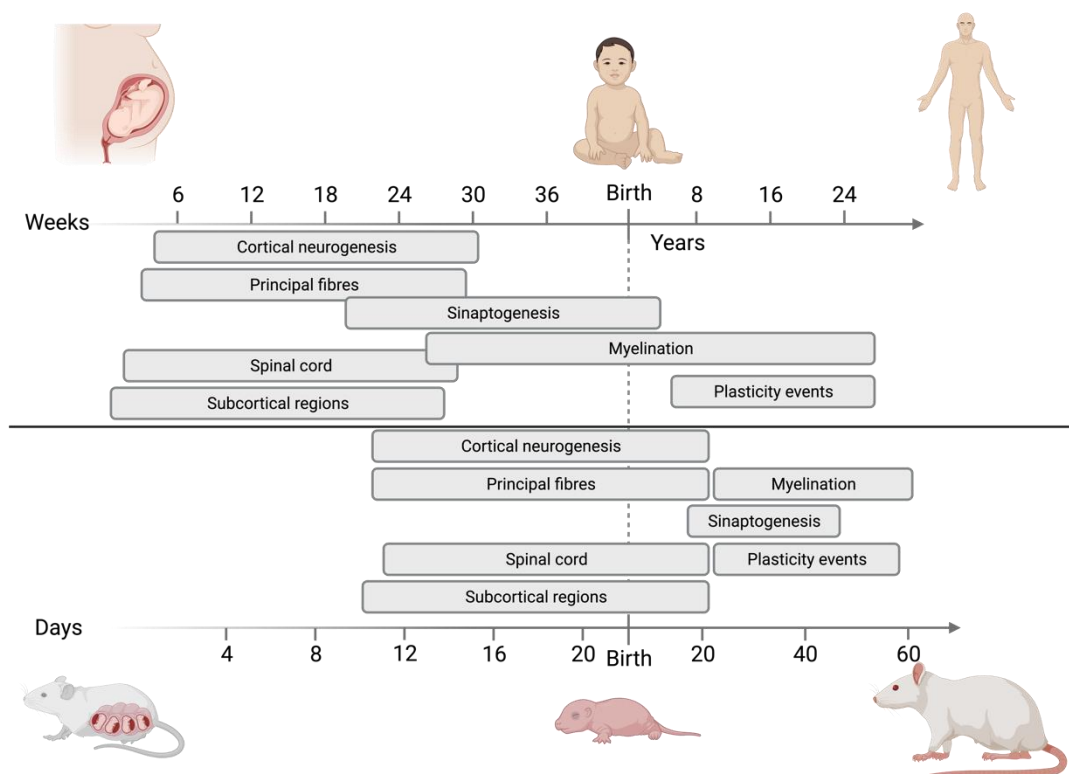 6 12 18 24 30 36 Birth 8 16 24
Weeks
Years
Cortical neurogenesis
Principal fibres
Sinaptogenesis
Myelination
Spinal cord
Plasticity events
Subcortical regions
Cortical neurogenesis
Principal fibres Myelination
Sinaptogenesis
Spinal cord Plasticity events
Subcortical regions
Days
4 8 12 16 20 Birth 20 40 60